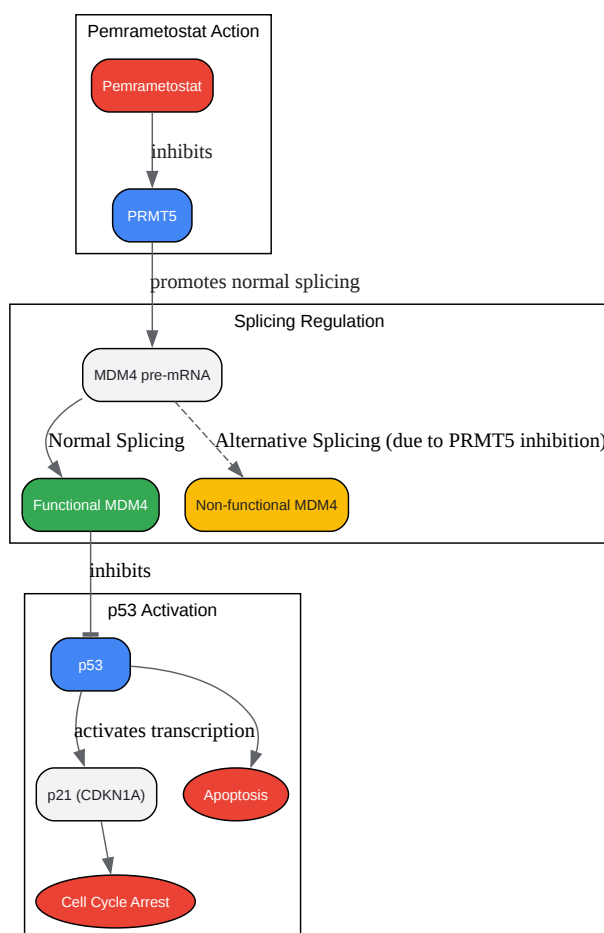 Pemrametostat Action
Pemrametostat
inhibits
PRMT5
promotes normal splicing
Splicing Regulation
MDM4 pre-mRNA
Normal Splicing
Alternative Splicing (due to PRMT5 inhibition)
Functional MDM4
Non-functional MDM4
inhibits
p53 Activation
p53
activates transcription
p21 (CDKN1A)
Apoptosis
Cell Cycle Arrest